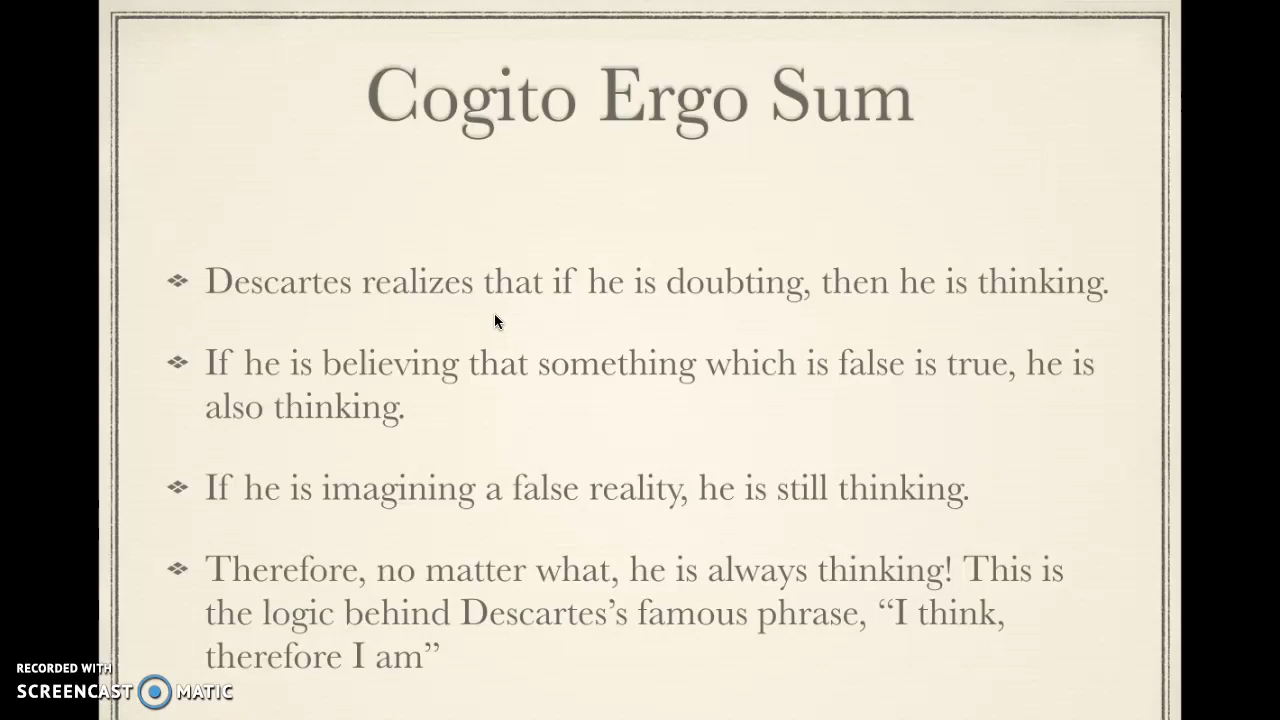 Cogito Ergo Sum
Descartes realizes that if he is doubting, then he is thinking.
If he is believing that something which is false is true, he is
also thinking.
If he is imagining a false reality, he is still thinking.
Therefore, no matter what, he is always thinking! This is
the logic behind Descartes’s famous phrase, “I think,
therefore I am”
RECORDED WITH
SCREENCAST MATIC